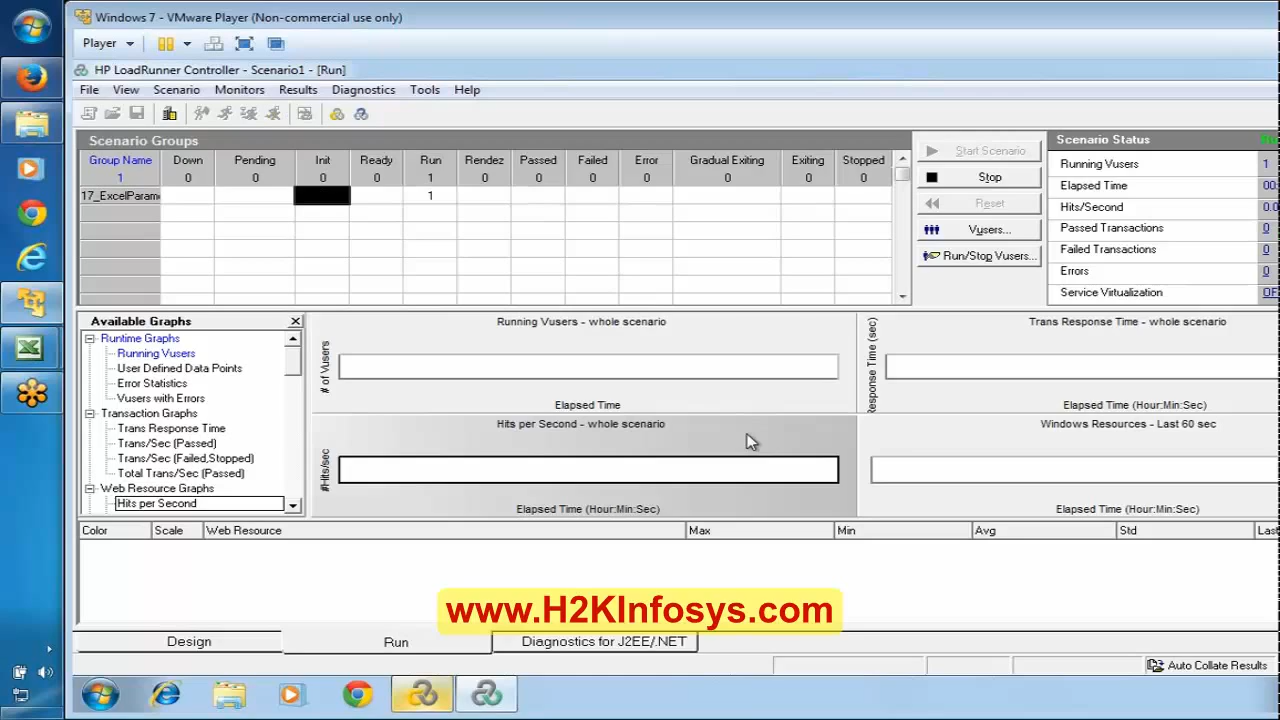 Windows 7 - VMware Player (Non-commercial use only)
Player
HP LoadRunner Controller - Scenario1 - [Run]
File View Scenario Monitors Results Diagnostics Tools Help
Scenario Groups
Group Name Down Pending Init Ready Run Rendez Passed Failed Error Gradual Exiting Exiting Stopped
1 0 0 0 0 1 0 0 0 0 0 0 0
17_ExcelParam 1
Start Scenario
Stop
Reset
Vusers...
Run/Stop Vusers...
Scenario Status
Running Vusers 1
Elapsed Time 00:
Hits/Second 0.0
Passed Transactions 0
Failed Transactions 0
Errors 0
Service Virtualization OF
Available Graphs
Runtime Graphs
Running Vusers
User Defined Data Points
Error Statistics
Vusers with Errors
Transaction Graphs
Trans Response Time
Trans/Sec (Passed)
Trans/Sec (Failed,Stopped)
Total Trans/Sec (Passed)
Web Resource Graphs
Hits per Second
Running Vusers - whole scenario
# of Vusers
Elapsed Time
Trans Response Time - whole scenario
Response Time (sec)
Elapsed Time (Hour:Min:Sec)
Hits per Second - whole scenario
#Hits/sec
Elapsed Time (Hour:Min:Sec)
Windows Resources - Last 60 sec
Elapsed Time (Hour:Min:Sec)
Color Scale Web Resource Max Min Avg Std Last
www.H2KInfosys.com
Design Run Diagnostics for J2EE/.NET
Auto Collate Results